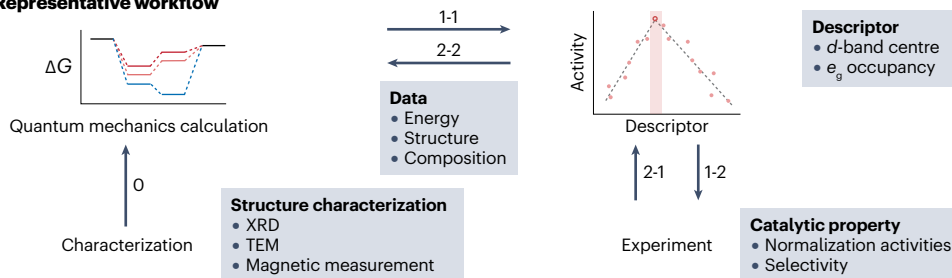 Representative workflow
ΔG
Quantum mechanics calculation
0
Characterization
Structure characterization
• XRD
• TEM
• Magnetic measurement
1-1
2-2
Data
• Energy
• Structure
• Composition
Activity
Descriptor
2-1
1-2
Experiment
Descriptor
• d-band centre
• eg occupancy
Catalytic property
• Normalization activities
• Selectivity